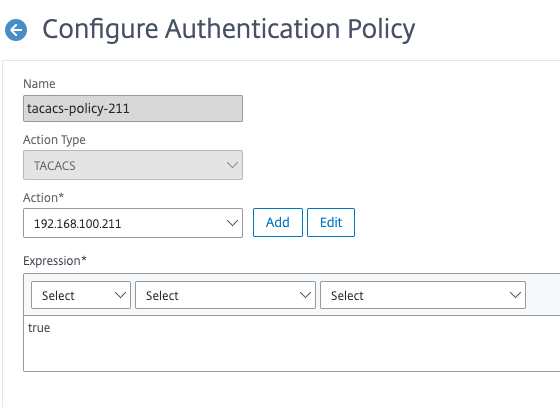 Configure Authentication Policy
Name
tacacs-policy-211
Action Type
TACACS
Action*
192.168.100.211 Add Edit
Expression*
Select Select Select
true